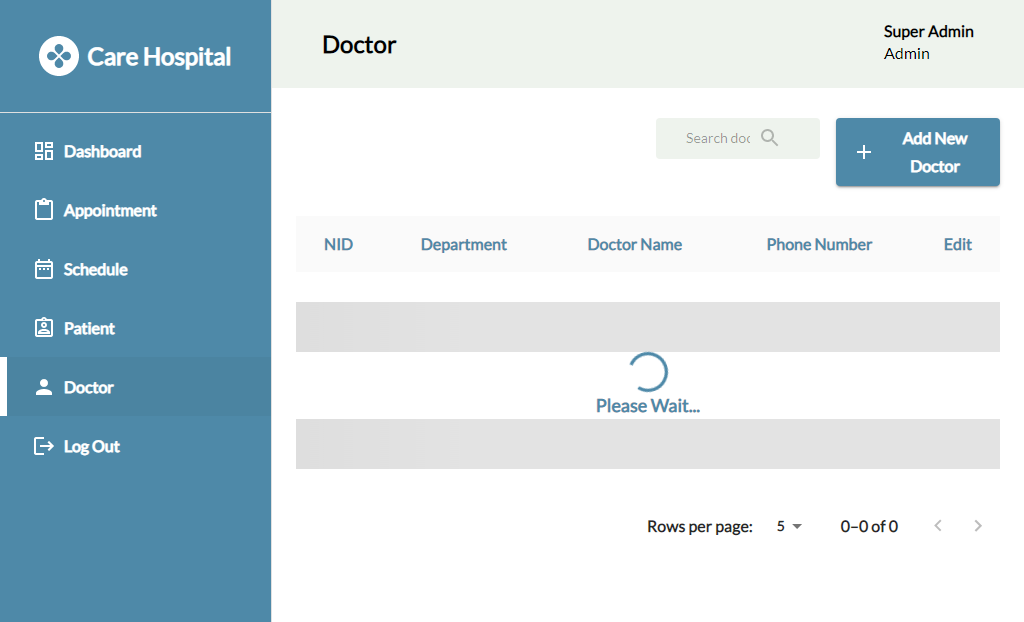 Care Hospital
Doctor
Super Admin
Admin
Dashboard
Appointment
Schedule
Patient
Doctor
Log Out
Search doc
Add New
Doctor
NID Department Doctor Name Phone Number Edit
Please Wait...
Rows per page: 5 0–0 of 0